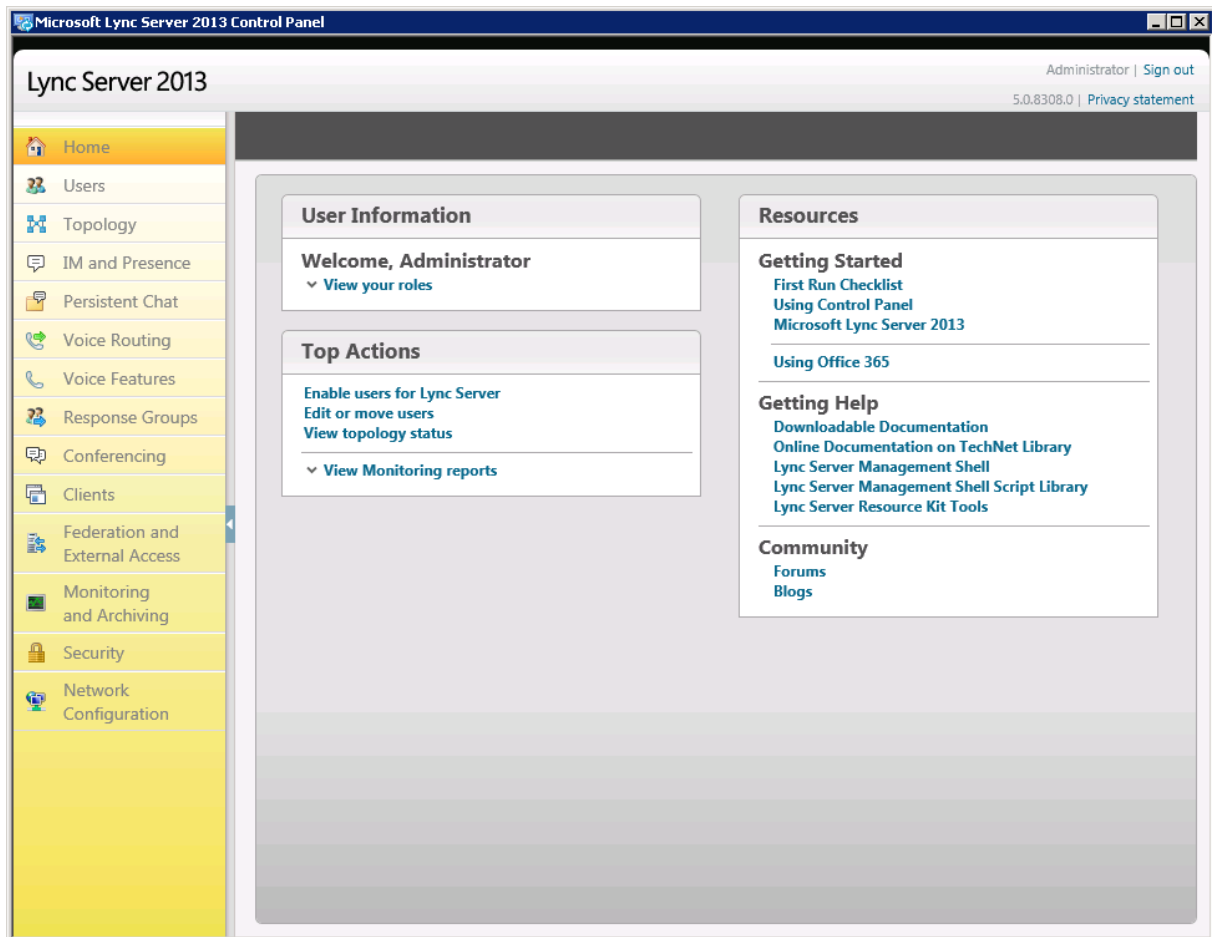 Microsoft Lync Server 2013 Control Panel
Lync Server 2013
Administrator | Sign out
5.0.8308.0 | Privacy statement
Home
Users
Topology
IM and Presence
Persistent Chat
Voice Routing
Voice Features
Response Groups
Conferencing
Clients
Federation and
External Access
Monitoring
and Archiving
Security
Network
Configuration
User Information
Welcome, Administrator
View your roles
Top Actions
Enable users for Lync Server
Edit or move users
View topology status
View Monitoring reports
Resources
Getting Started
First Run Checklist
Using Control Panel
Microsoft Lync Server 2013
Using Office 365
Getting Help
Downloadable Documentation
Online Documentation on TechNet Library
Lync Server Management Shell
Lync Server Management Shell Script Library
Lync Server Resource Kit Tools
Community
Forums
Blogs